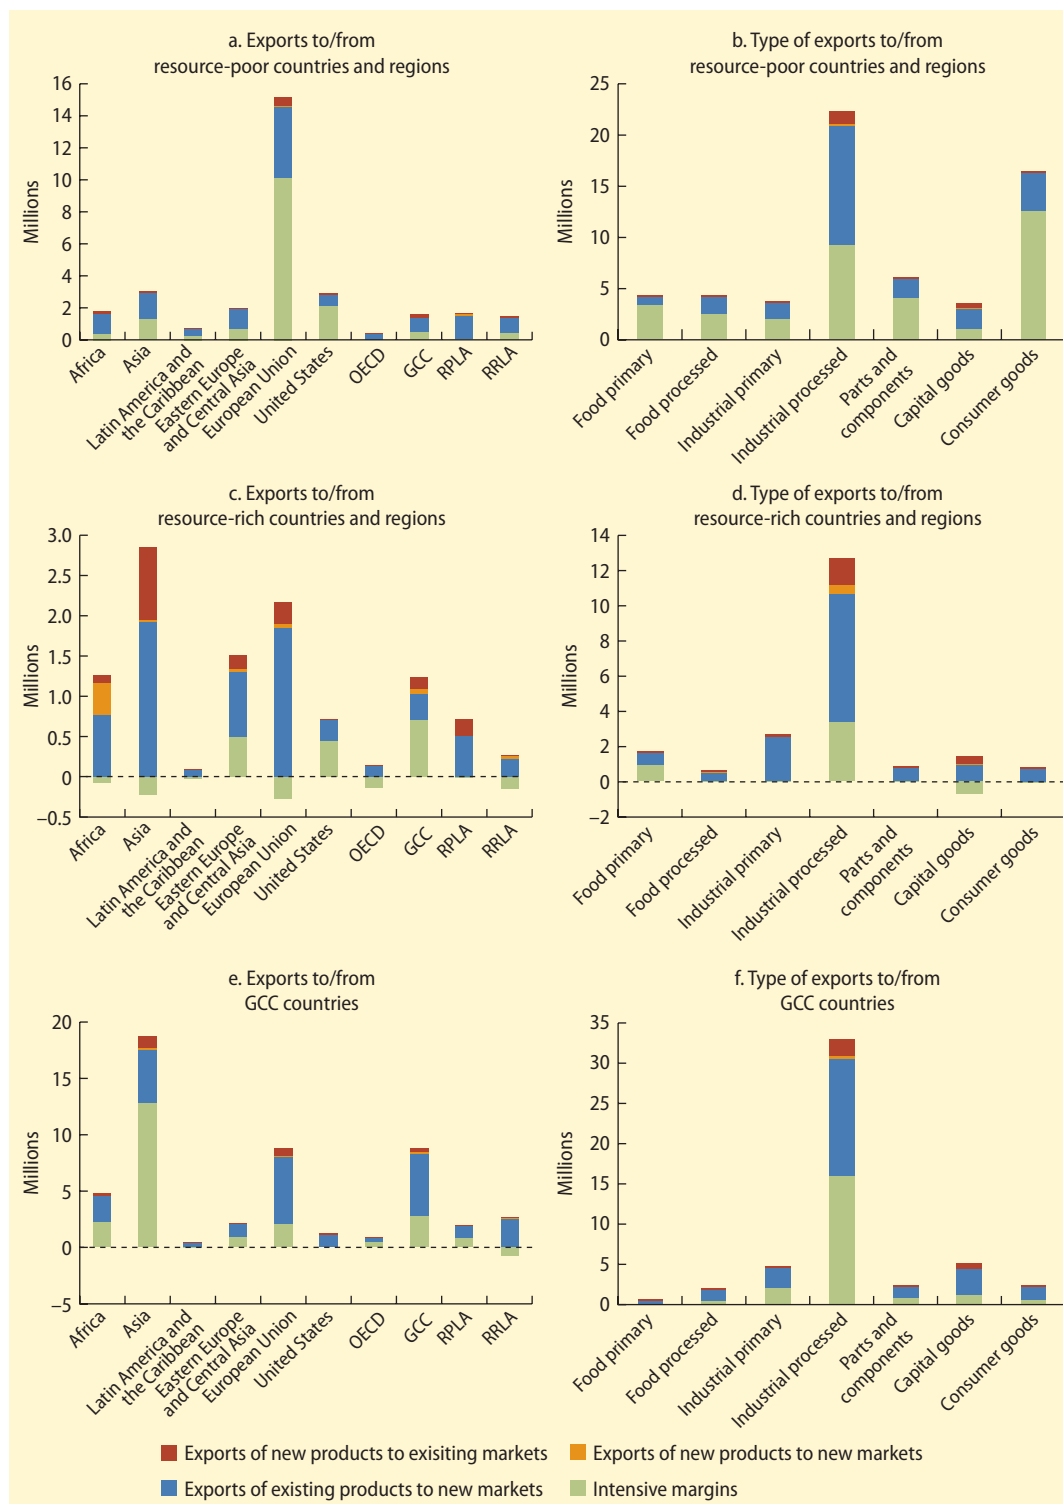 a. Exports to/from
resource-poor countries and regions
16
14
12
10
8
6
4
2
0
Millions
Africa
Asia
Latin America and
the Caribbean
Eastern Europe
and Central Asia
European Union
United States
OECD
GCC
RPLA
RRLA
b. Type of exports to/from
resource-poor countries and regions
25
20
15
10
5
0
Millions
Food primary
Food processed
Industrial primary
Industrial processed
Parts and
components
Capital goods
Consumer goods
c. Exports to/from
resource-rich countries and regions
3.0
2.5
2.0
1.5
1.0
0.5
0
−0.5
Millions
Africa
Asia
Latin America and
the Caribbean
Eastern Europe
and Central Asia
European Union
United States
OECD
GCC
RPLA
RRLA
d. Type of exports to/from
resource-rich countries and regions
14
12
10
8
6
4
2
0
−2
Millions
Food primary
Food processed
Industrial primary
Industrial processed
Parts and
components
Capital goods
Consumer goods
e. Exports to/from
GCC countries
20
15
10
5
0
−5
Millions
Africa
Asia
Latin America and
the Caribbean
Eastern Europe
and Central Asia
European Union
United States
OECD
GCC
RPLA
RRLA
f. Type of exports to/from
GCC countries
35
30
25
20
15
10
5
0
Millions
Food primary
Food processed
Industrial primary
Industrial processed
Parts and
components
Capital goods
Consumer goods
Exports of new products to exisiting markets
Exports of new products to new markets
Exports of existing products to new markets
Intensive margins